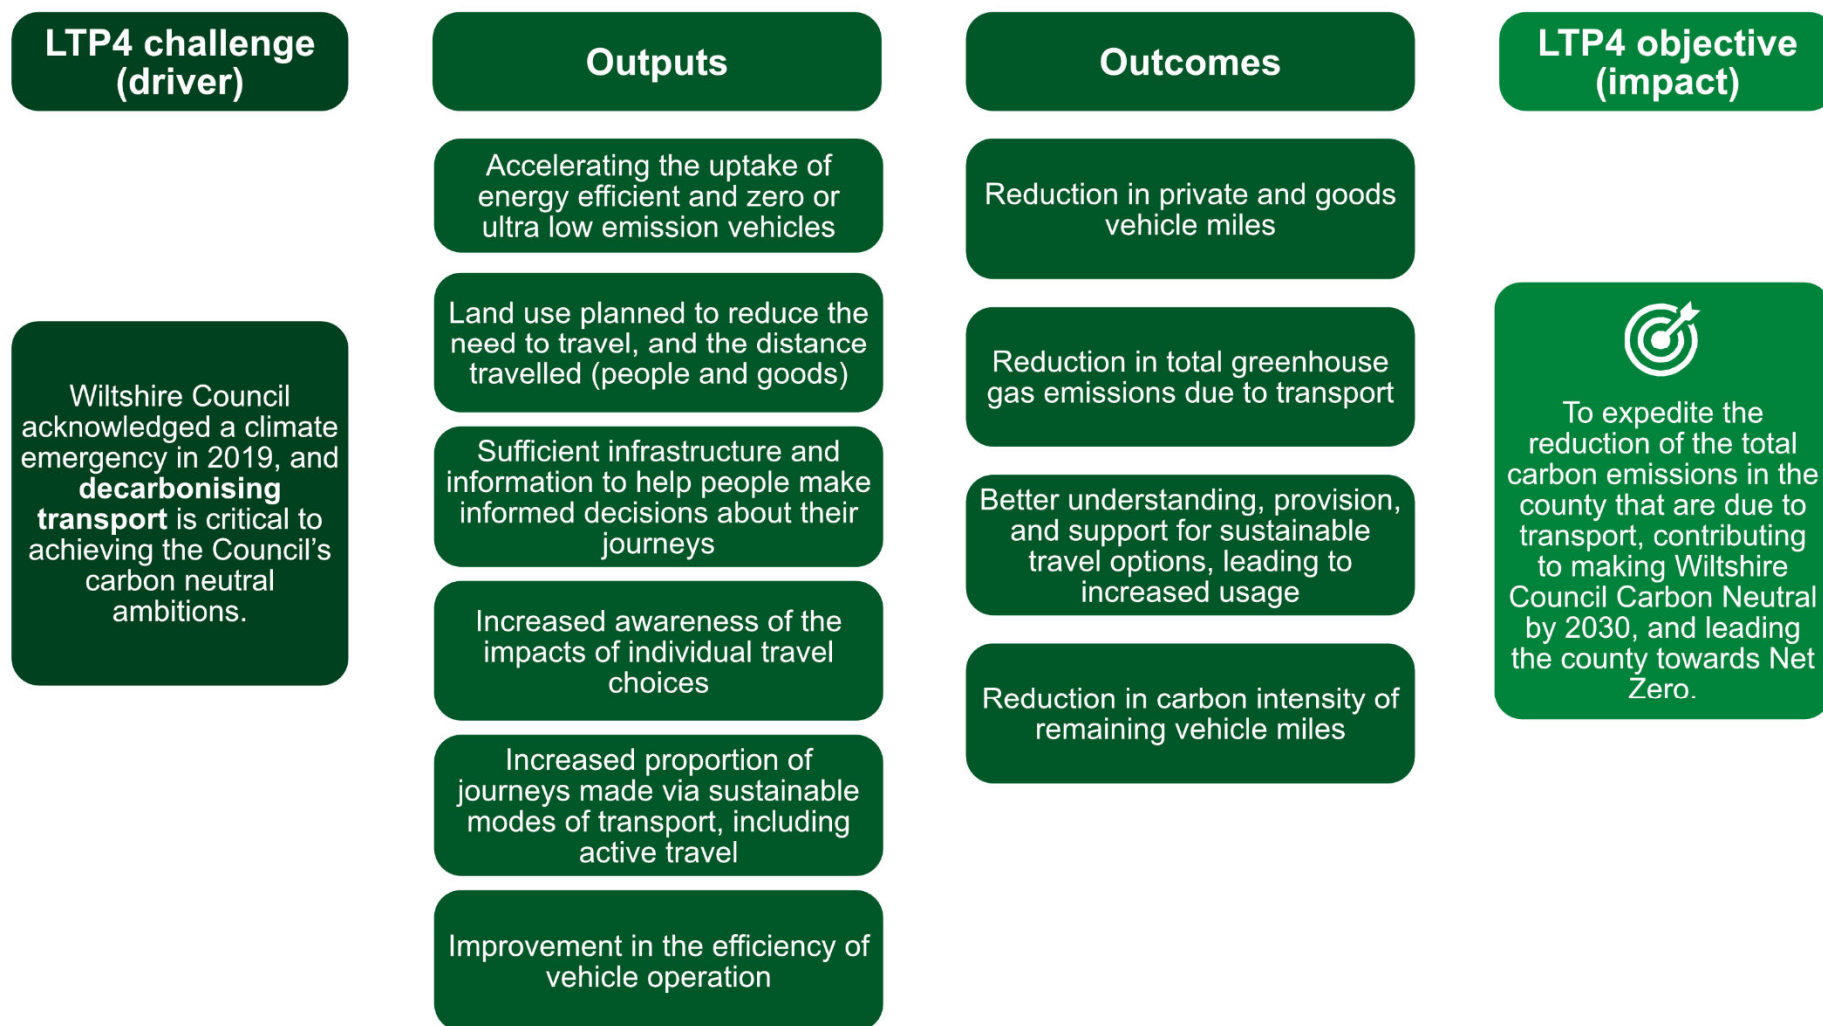 LTP4 challenge
(driver)
Outputs
Outcomes
LTP4 objective
(impact)
Wiltshire Council
acknowledged a climate
emergency in 2019, and
decarbonising
transport is critical to
achieving the Council’s
carbon neutral
ambitions.
Accelerating the uptake of
energy efficient and zero or
ultra low emission vehicles
Land use planned to reduce the
need to travel, and the distance
travelled (people and goods)
Sufficient infrastructure and
information to help people make
informed decisions about their
journeys
Increased awareness of the
impacts of individual travel
choices
Increased proportion of
journeys made via sustainable
modes of transport, including
active travel
Improvement in the efficiency of
vehicle operation
Reduction in private and goods
vehicle miles
Reduction in total greenhouse
gas emissions due to transport
Better understanding, provision,
and support for sustainable
travel options, leading to
increased usage
Reduction in carbon intensity of
remaining vehicle miles
To expedite the
reduction of the total
carbon emissions in the
county that are due to
transport, contributing
to making Wiltshire
Council Carbon Neutral
by 2030, and leading
the county towards Net
Zero.